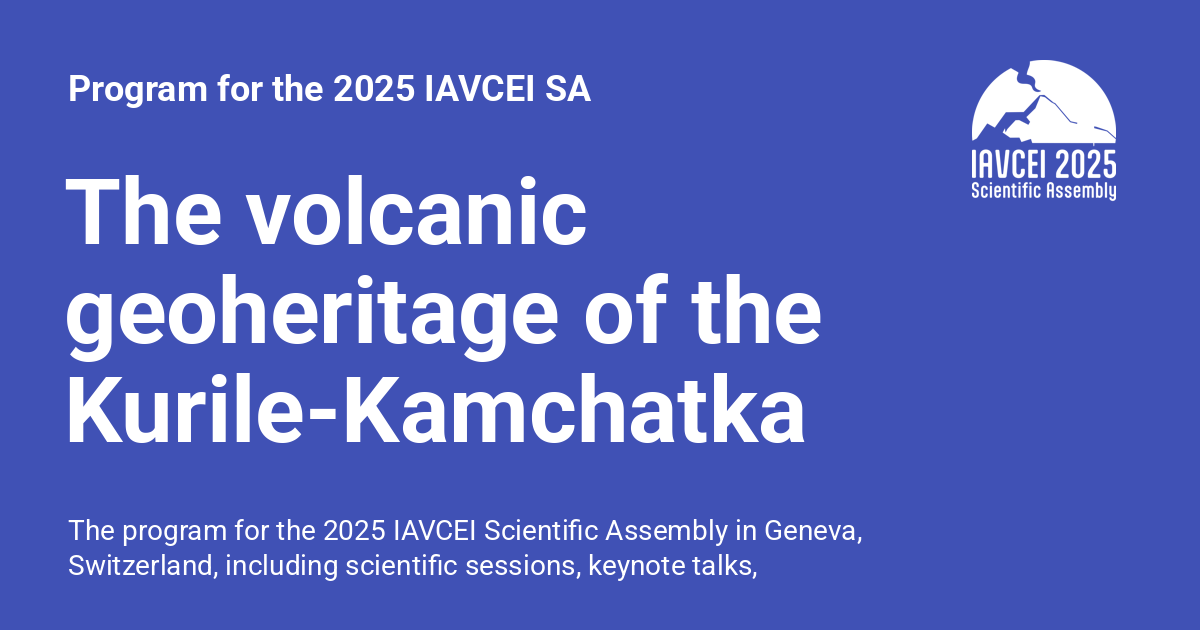 Program for the 2025 IAVCEI SA
IAVCEI 2025
Scientific Assembly
The volcanic
geoheritage of the
Kurile-Kamchatka
The program for the 2025 IAVCEI Scientific Assembly in Geneva,
Switzerland, including scientific sessions, keynote talks,